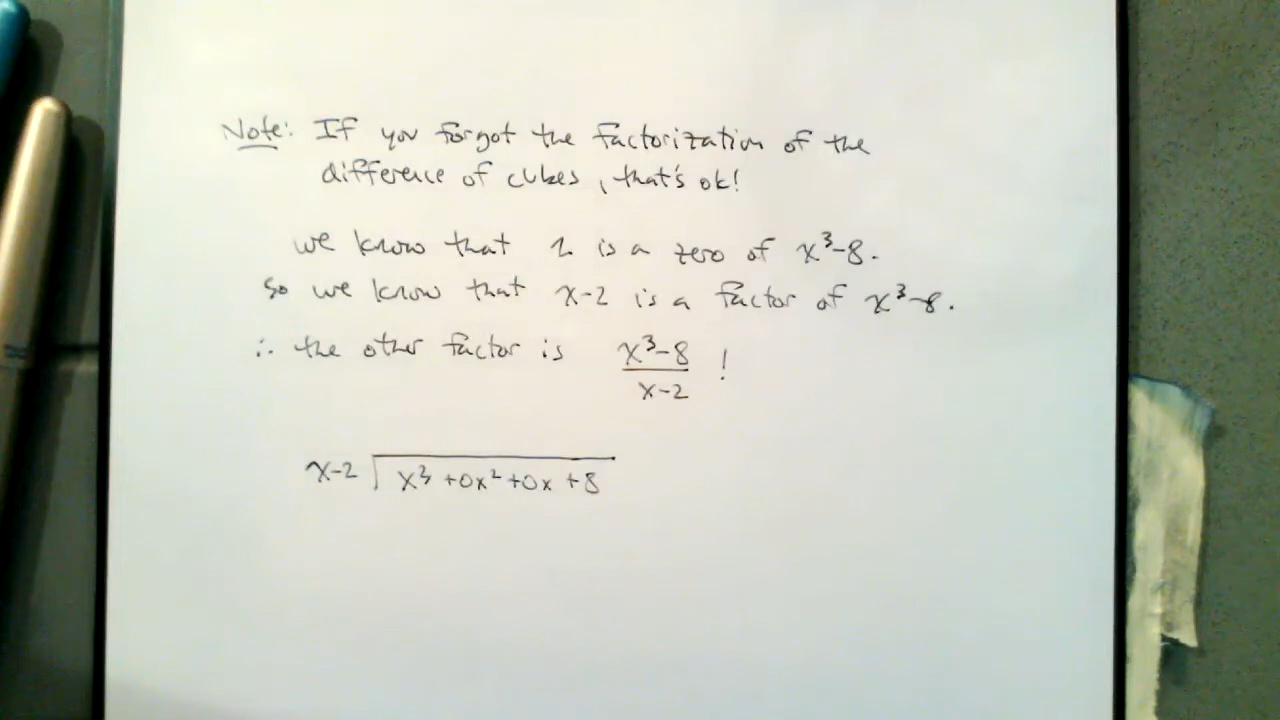 Note: If you forgot the factorization of the
difference of cubes, that's ok!
we know that 2 is a zero of x³-8.
so we know that x-2 is a factor of x³-8.
∴ the other factor is x³-8 / x-2 !
x-2 ⟌ x³ +0x² +0x +8